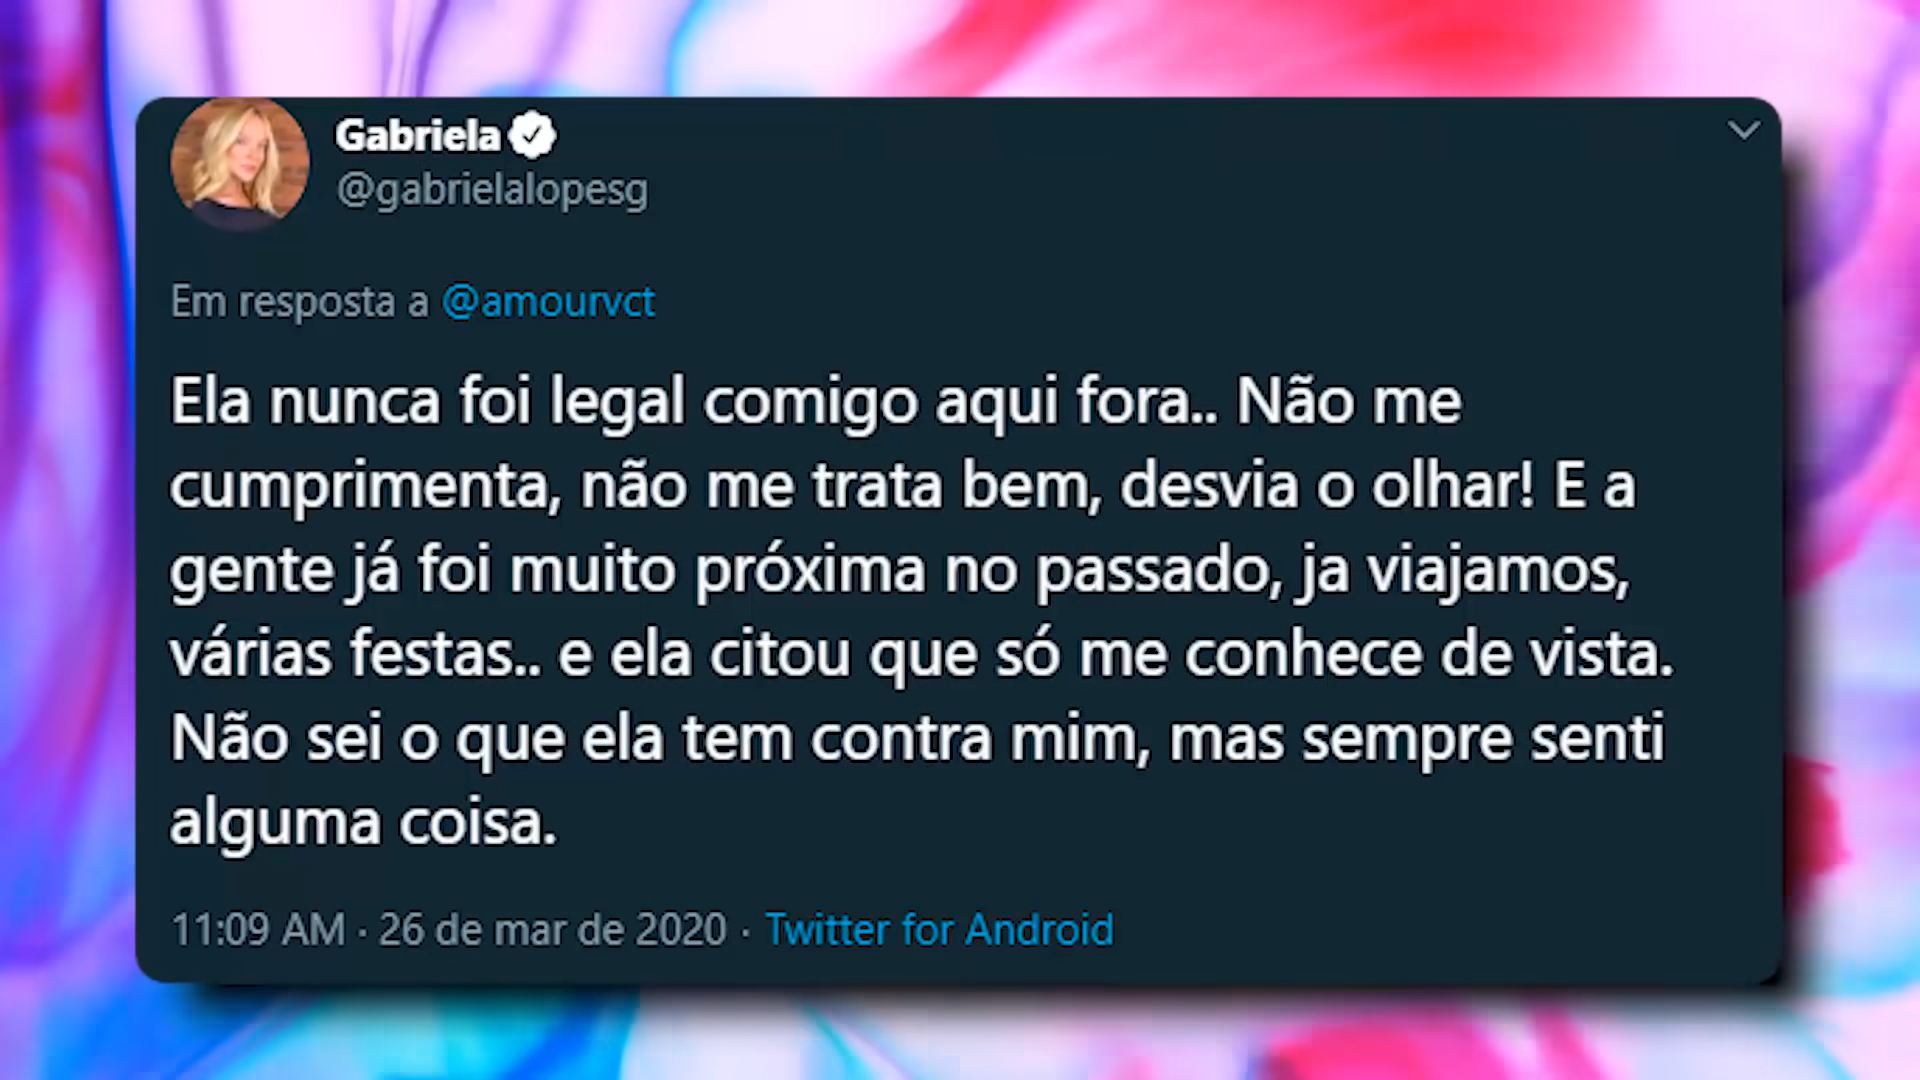 Gabriela
@gabrielalopesg
Em resposta a @amourvct
Ela nunca foi legal comigo aqui fora.. Não me
cumprimenta, não me trata bem, desvia o olhar! E a
gente já foi muito próxima no passado, ja viajamos,
várias festas.. e ela citou que só me conhece de vista.
Não sei o que ela tem contra mim, mas sempre senti
alguma coisa.
11:09 AM · 26 de mar de 2020 · Twitter for Android